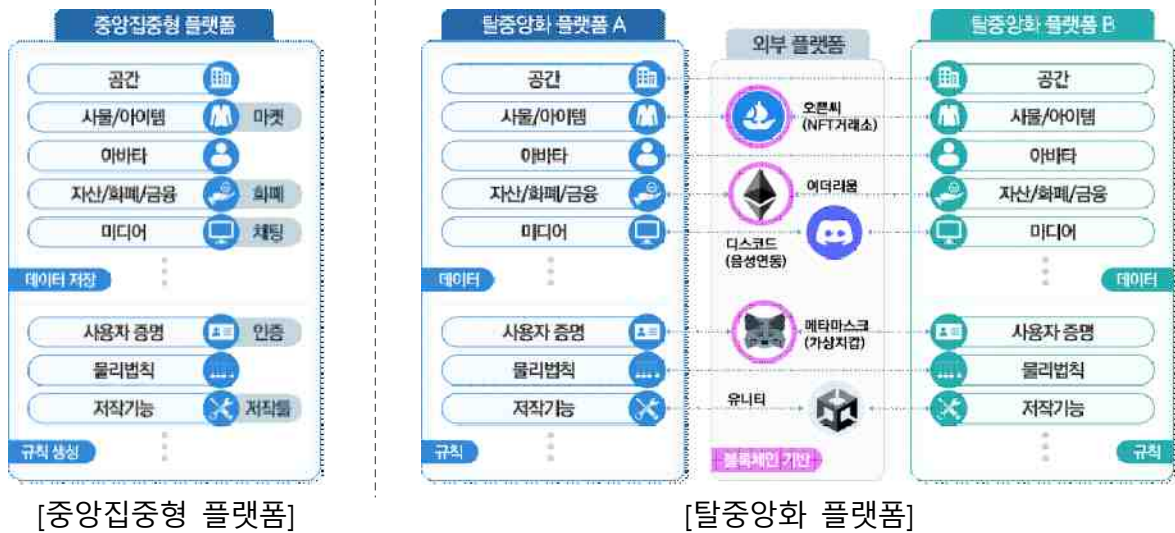 중앙집중형 플랫폼
공간
사물/아이템 마켓
아바타
자산/화폐/금융 화폐
미디어 채팅
데이터 저장
사용자 증명 인증
물리법칙
저작기능 저작툴
규칙 생성
[중앙집중형 플랫폼]
탈중앙화 플랫폼 A
공간
사물/아이템
아바타
자산/화폐/금융
미디어
데이터
사용자 증명
물리법칙
저작기능
규칙
외부 플랫폼
오픈씨
(NFT거래소)
이더리움
디스코드
(음성연동)
메타마스크
(가상지갑)
유니티
블록체인 기반
탈중앙화 플랫폼 B
공간
사물/아이템
아바타
자산/화폐/금융
미디어
데이터
사용자 증명
물리법칙
저작기능
규칙
[탈중앙화 플랫폼]